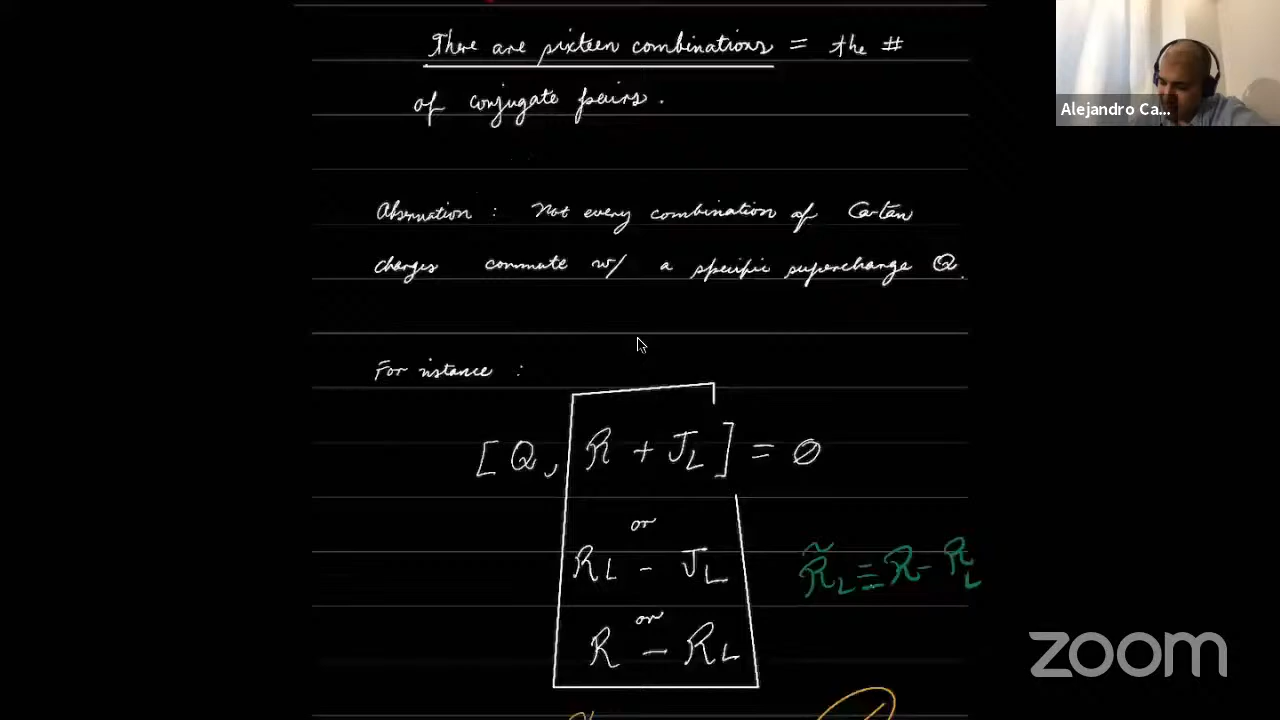 There are sixteen combinations = the #
of conjugate pairs.
Alejandro Ca...
Observation : Not every combination of Cartan
charges commute w/ a specific supercharge Q.
For instance :
[Q, R + J_L] = 0
or
R_L - J_L
R̃_L ≡ R - R_L
or
R - R_L
zoom